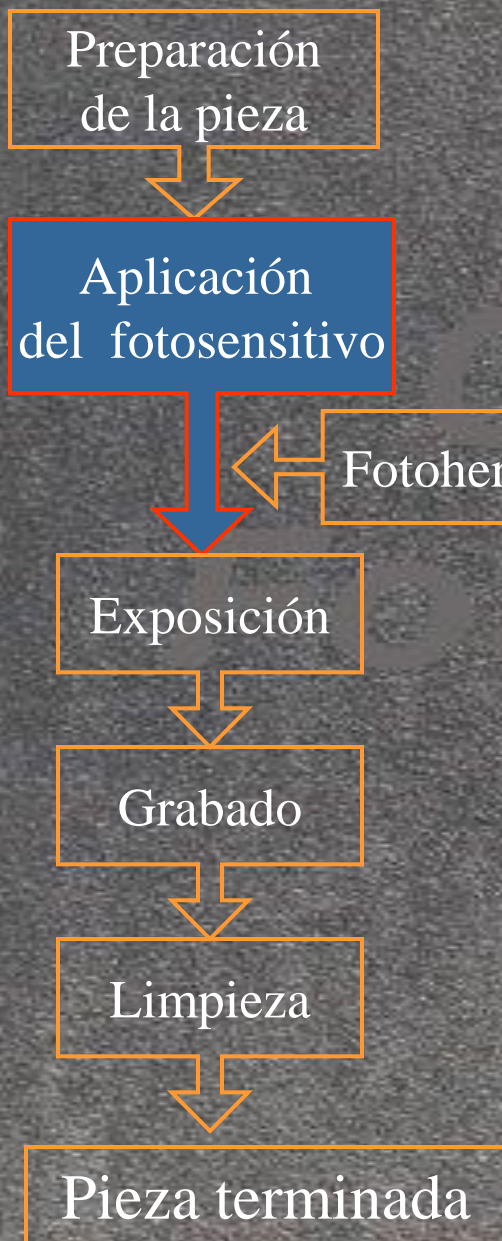 Preparación
de la pieza
Aplicación
del fotosensitivo
Exposición
Grabado
Limpieza
Pieza terminada